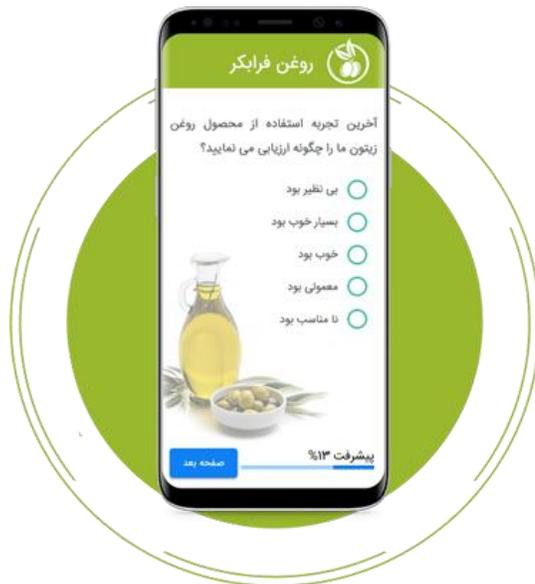 روغن فرابکر
آخرین تجربه استفاده از محصول روغن
زیتون ما را چگونه ارزیابی می نمایید؟
بی نظیر بود
بسیار خوب بود
خوب بود
معمولی بود
نا مناسب بود
پیشرفت ۱۳%
صفحه بعد